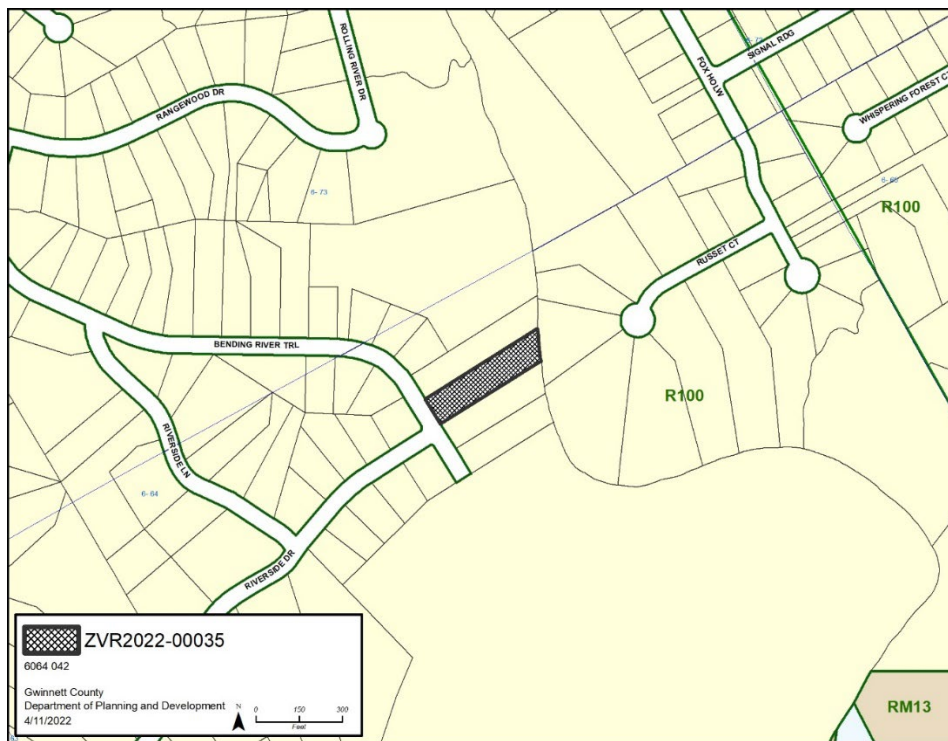 ROLLING RIVER DR
RANGEWOOD DR
FOX HOLW
SIGNAL RDG
WHISPERING FOREST CT
6- 73
R100
RUSSET CT
BENDING RIVER TRL
R100
RIVERSIDE LN
6- 64
RIVERSIDE DR
ZVR2022-00035
6064 042
Gwinnett County
Department of Planning and Development
4/11/2022
N
0 150 300
Feet
RM13